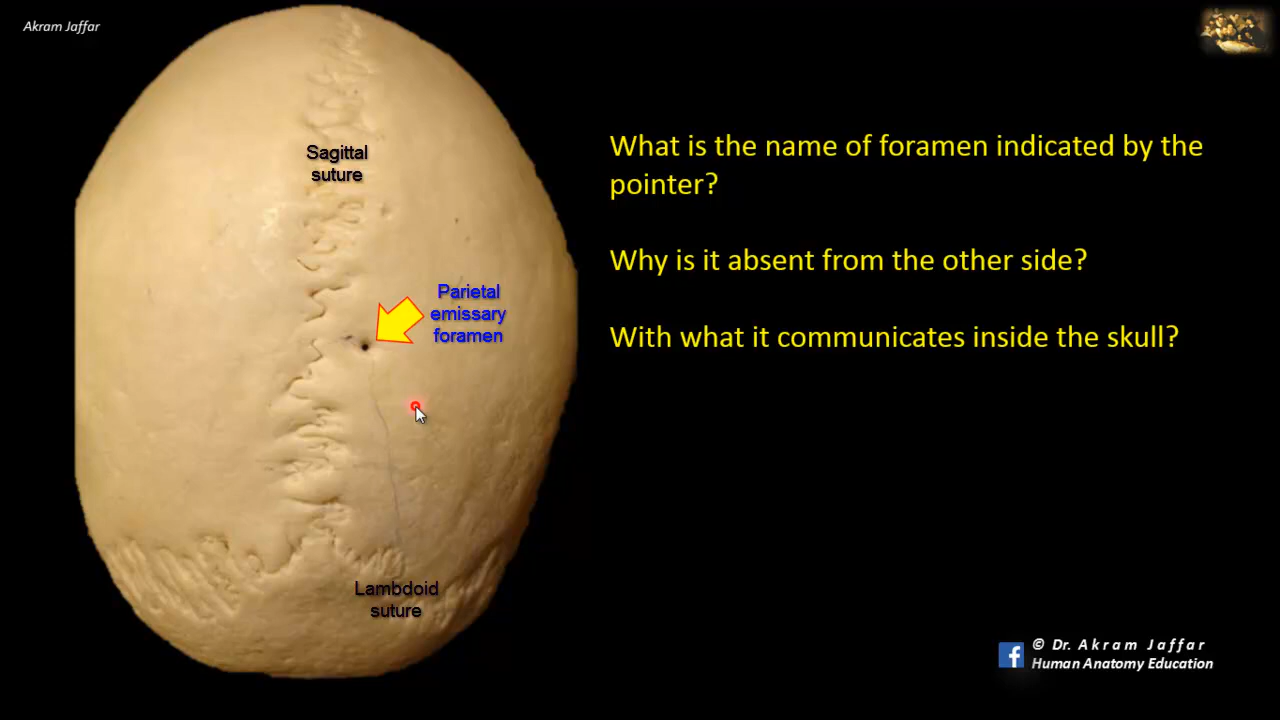 Akram Jaffar
What is the name of foramen indicated by the
pointer?
Why is it absent from the other side?
With what it communicates inside the skull?
Sagittal
suture
Parietal
emissary
foramen
Lambdoid
suture
f
© Dr. Akram Jaffar
Human Anatomy Education